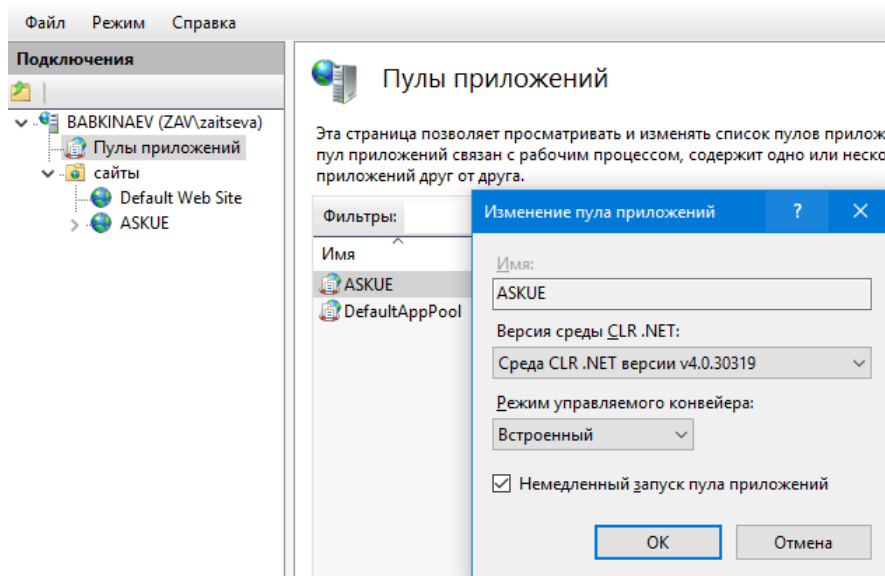 Файл Режим Справка
Подключения
BABKINAEV (ZAV\zaitseva)
Пулы приложений
сайты
Default Web Site
ASKUE
Пулы приложений
Эта страница позволяет просматривать и изменять список пулов прилож
пул приложений связан с рабочим процессом, содержит одно или неско
приложений друг от друга.
Фильтры:
Имя
ASKUE
DefaultAppPool
Изменение пула приложений ? ×
Имя:
ASKUE
Версия среды CLR .NET:
Среда CLR .NET версии v4.0.30319
Режим управляемого конвейера:
Встроенный
Немедленный запуск пула приложений
ОК Отмена